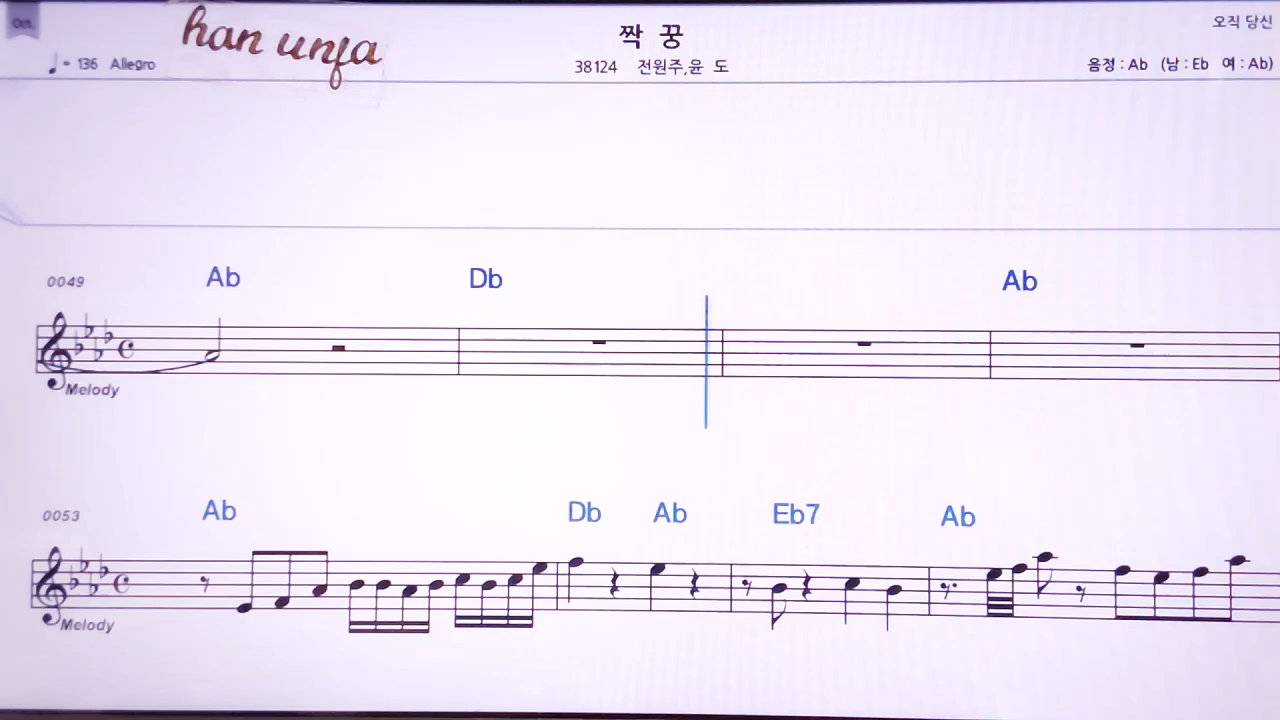 han unja
짝 꿍
오직 당신
♩= 136 Allegro
38124 전원주,윤 도
음정 : Ab (남 : Eb 여 : Ab)
0049 Ab Db Ab
Melody
0053 Ab Db Ab Eb7 Ab
Melody